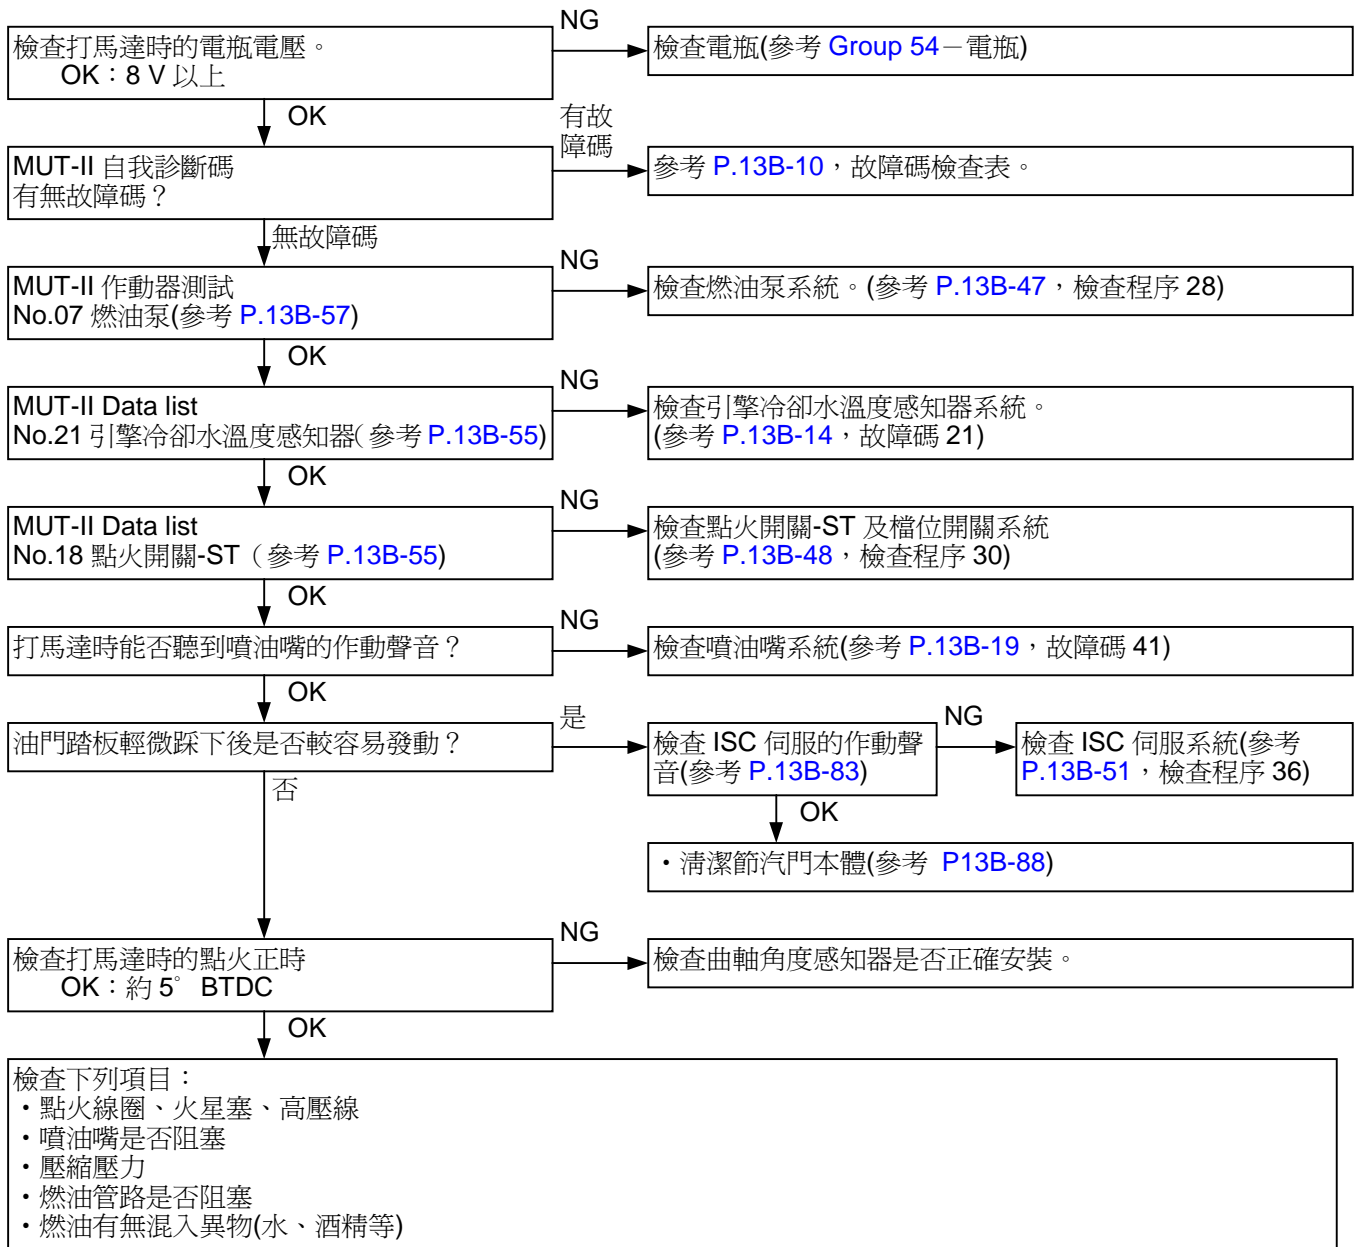 NG
檢查打馬達時的電瓶電壓。
OK：8 V 以上
檢查電瓶(參考 Group 54－電瓶)
OK
有故
障碼
MUT-II 自我診斷碼
有無故障碼？
參考 P.13B-10，故障碼檢查表。
無故障碼
NG
MUT-II 作動器測試
No.07 燃油泵(參考 P.13B-57)
檢查燃油泵系統。(參考 P.13B-47，檢查程序 28)
OK
NG
MUT-II Data list
No.21 引擎冷卻水溫度感知器（參考 P.13B-55)
檢查引擎冷卻水溫度感知器系統。
(參考 P.13B-14，故障碼 21)
OK
NG
MUT-II Data list
No.18 點火開關-ST（參考 P.13B-55)
檢查點火開關-ST 及檔位開關系統
(參考 P.13B-48，檢查程序 30)
OK
NG
打馬達時能否聽到噴油嘴的作動聲音？
檢查噴油嘴系統(參考 P.13B-19，故障碼 41)
OK
是
油門踏板輕微踩下後是否較容易發動？
檢查 ISC 伺服的作動聲
音(參考 P.13B-83)
NG
檢查 ISC 伺服系統(參考
P.13B-51，檢查程序 36)
否
OK
・清潔節汽門本體(參考 P13B-88)
NG
檢查打馬達時的點火正時
OK：約 5° BTDC
檢查曲軸角度感知器是否正確安裝。
OK
檢查下列項目：
・點火線圈、火星塞、高壓線
・噴油嘴是否阻塞
・壓縮壓力
・燃油管路是否阻塞
・燃油有無混入異物(水、酒精等)